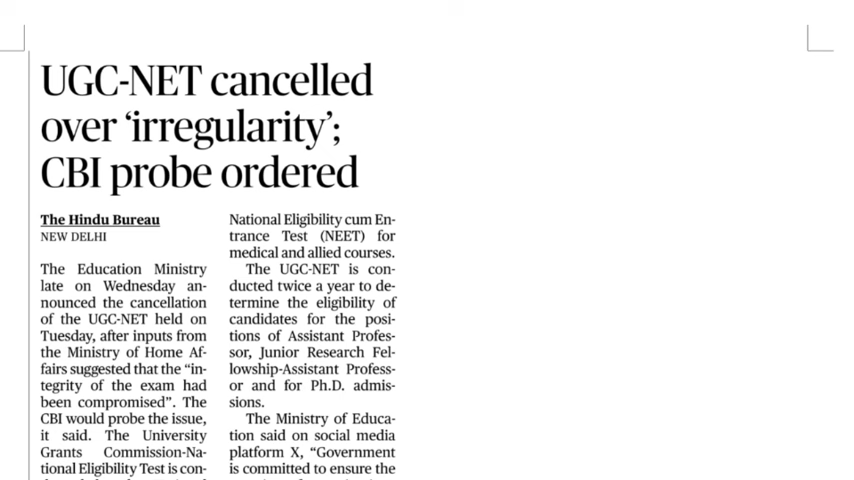 UGC-NET cancelled
over ‘irregularity’;
CBI probe ordered
The Hindu Bureau
NEW DELHI
The Education Ministry
late on Wednesday an-
nounced the cancellation
of the UGC-NET held on
Tuesday, after inputs from
the Ministry of Home Af-
fairs suggested that the “in-
tegrity of the exam had
been compromised”. The
CBI would probe the issue,
it said. The University
Grants Commission-Na-
tional Eligibility Test is con-
National Eligibility cum En-
trance Test (NEET) for
medical and allied courses.
The UGC-NET is con-
ducted twice a year to de-
termine the eligibility of
candidates for the posi-
tions of Assistant Profes-
sor, Junior Research Fel-
lowship-Assistant Profess-
or and for Ph.D. admis-
sions.
The Ministry of Educa-
tion said on social media
platform X, “Government
is committed to ensure the